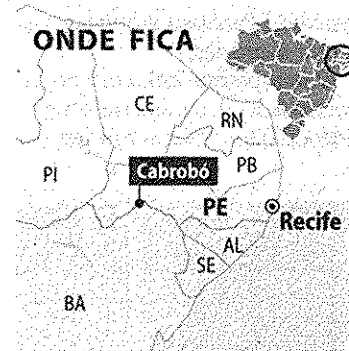 ONDE FICA
CE
RN
PI
Cabrobó
PB
PE
Recife
AL
SE
BA